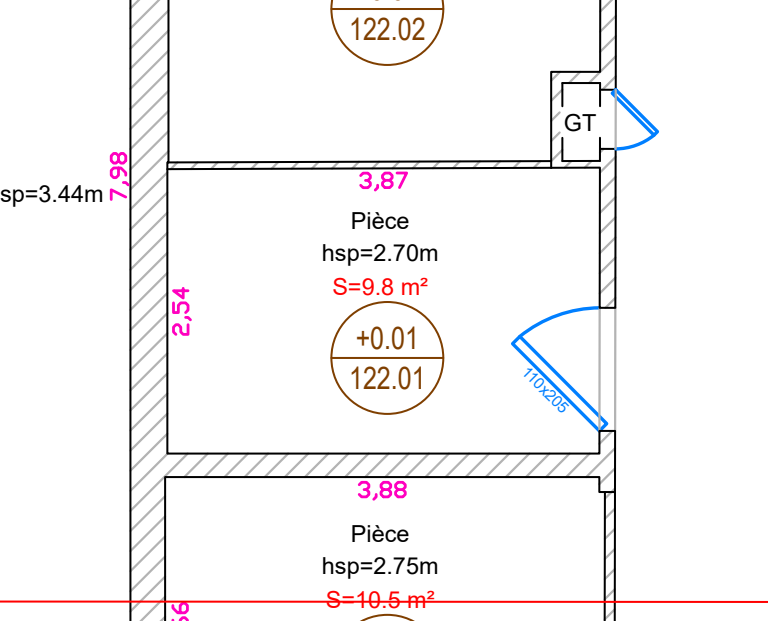 122.02
GT
7,98
sp=3.44m
3,87
Pièce
hsp=2.70m
S=9.8 m²
2,54
+0.01
122.01
110x205
3,88
Pièce
hsp=2.75m
S=10.5 m²